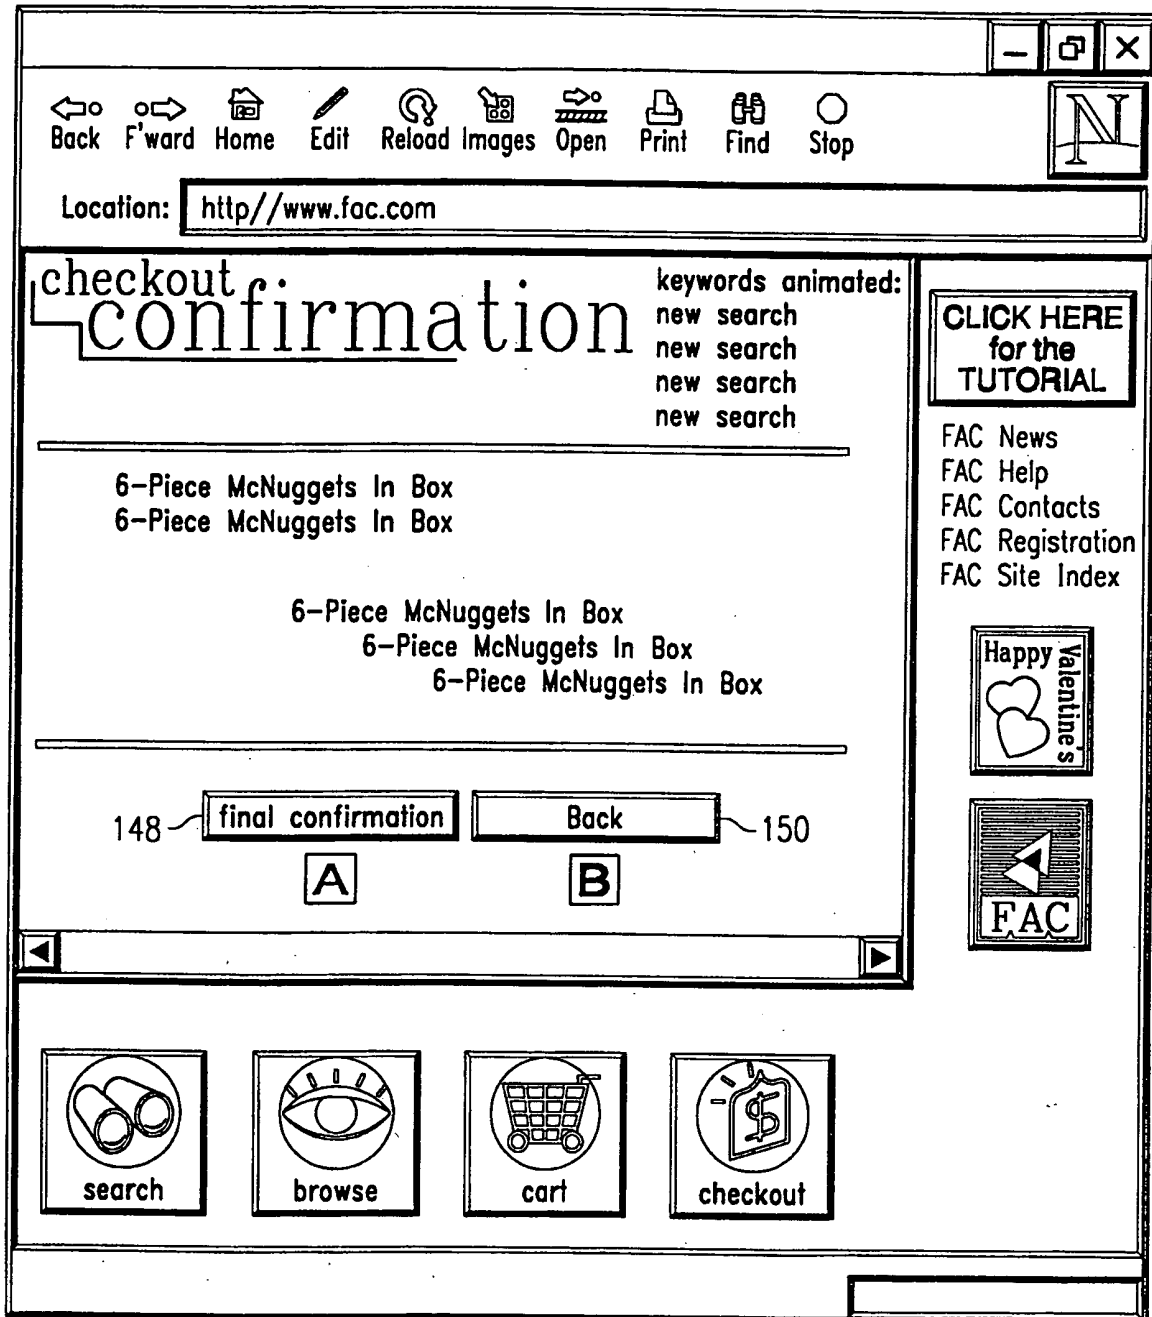 Back F'ward Home Edit Reload Images Open Print Find Stop
N
Location: http//www.fac.com
checkout
confirmation
keywords animated:
new search
new search
new search
new search
6-Piece McNuggets In Box
6-Piece McNuggets In Box
6-Piece McNuggets In Box
6-Piece McNuggets In Box
6-Piece McNuggets In Box
148 final confirmation Back 150
A B
CLICK HERE
for the
TUTORIAL
FAC News
FAC Help
FAC Contacts
FAC Registration
FAC Site Index
Happy
Valentine's
FAC
search browse cart checkout
$